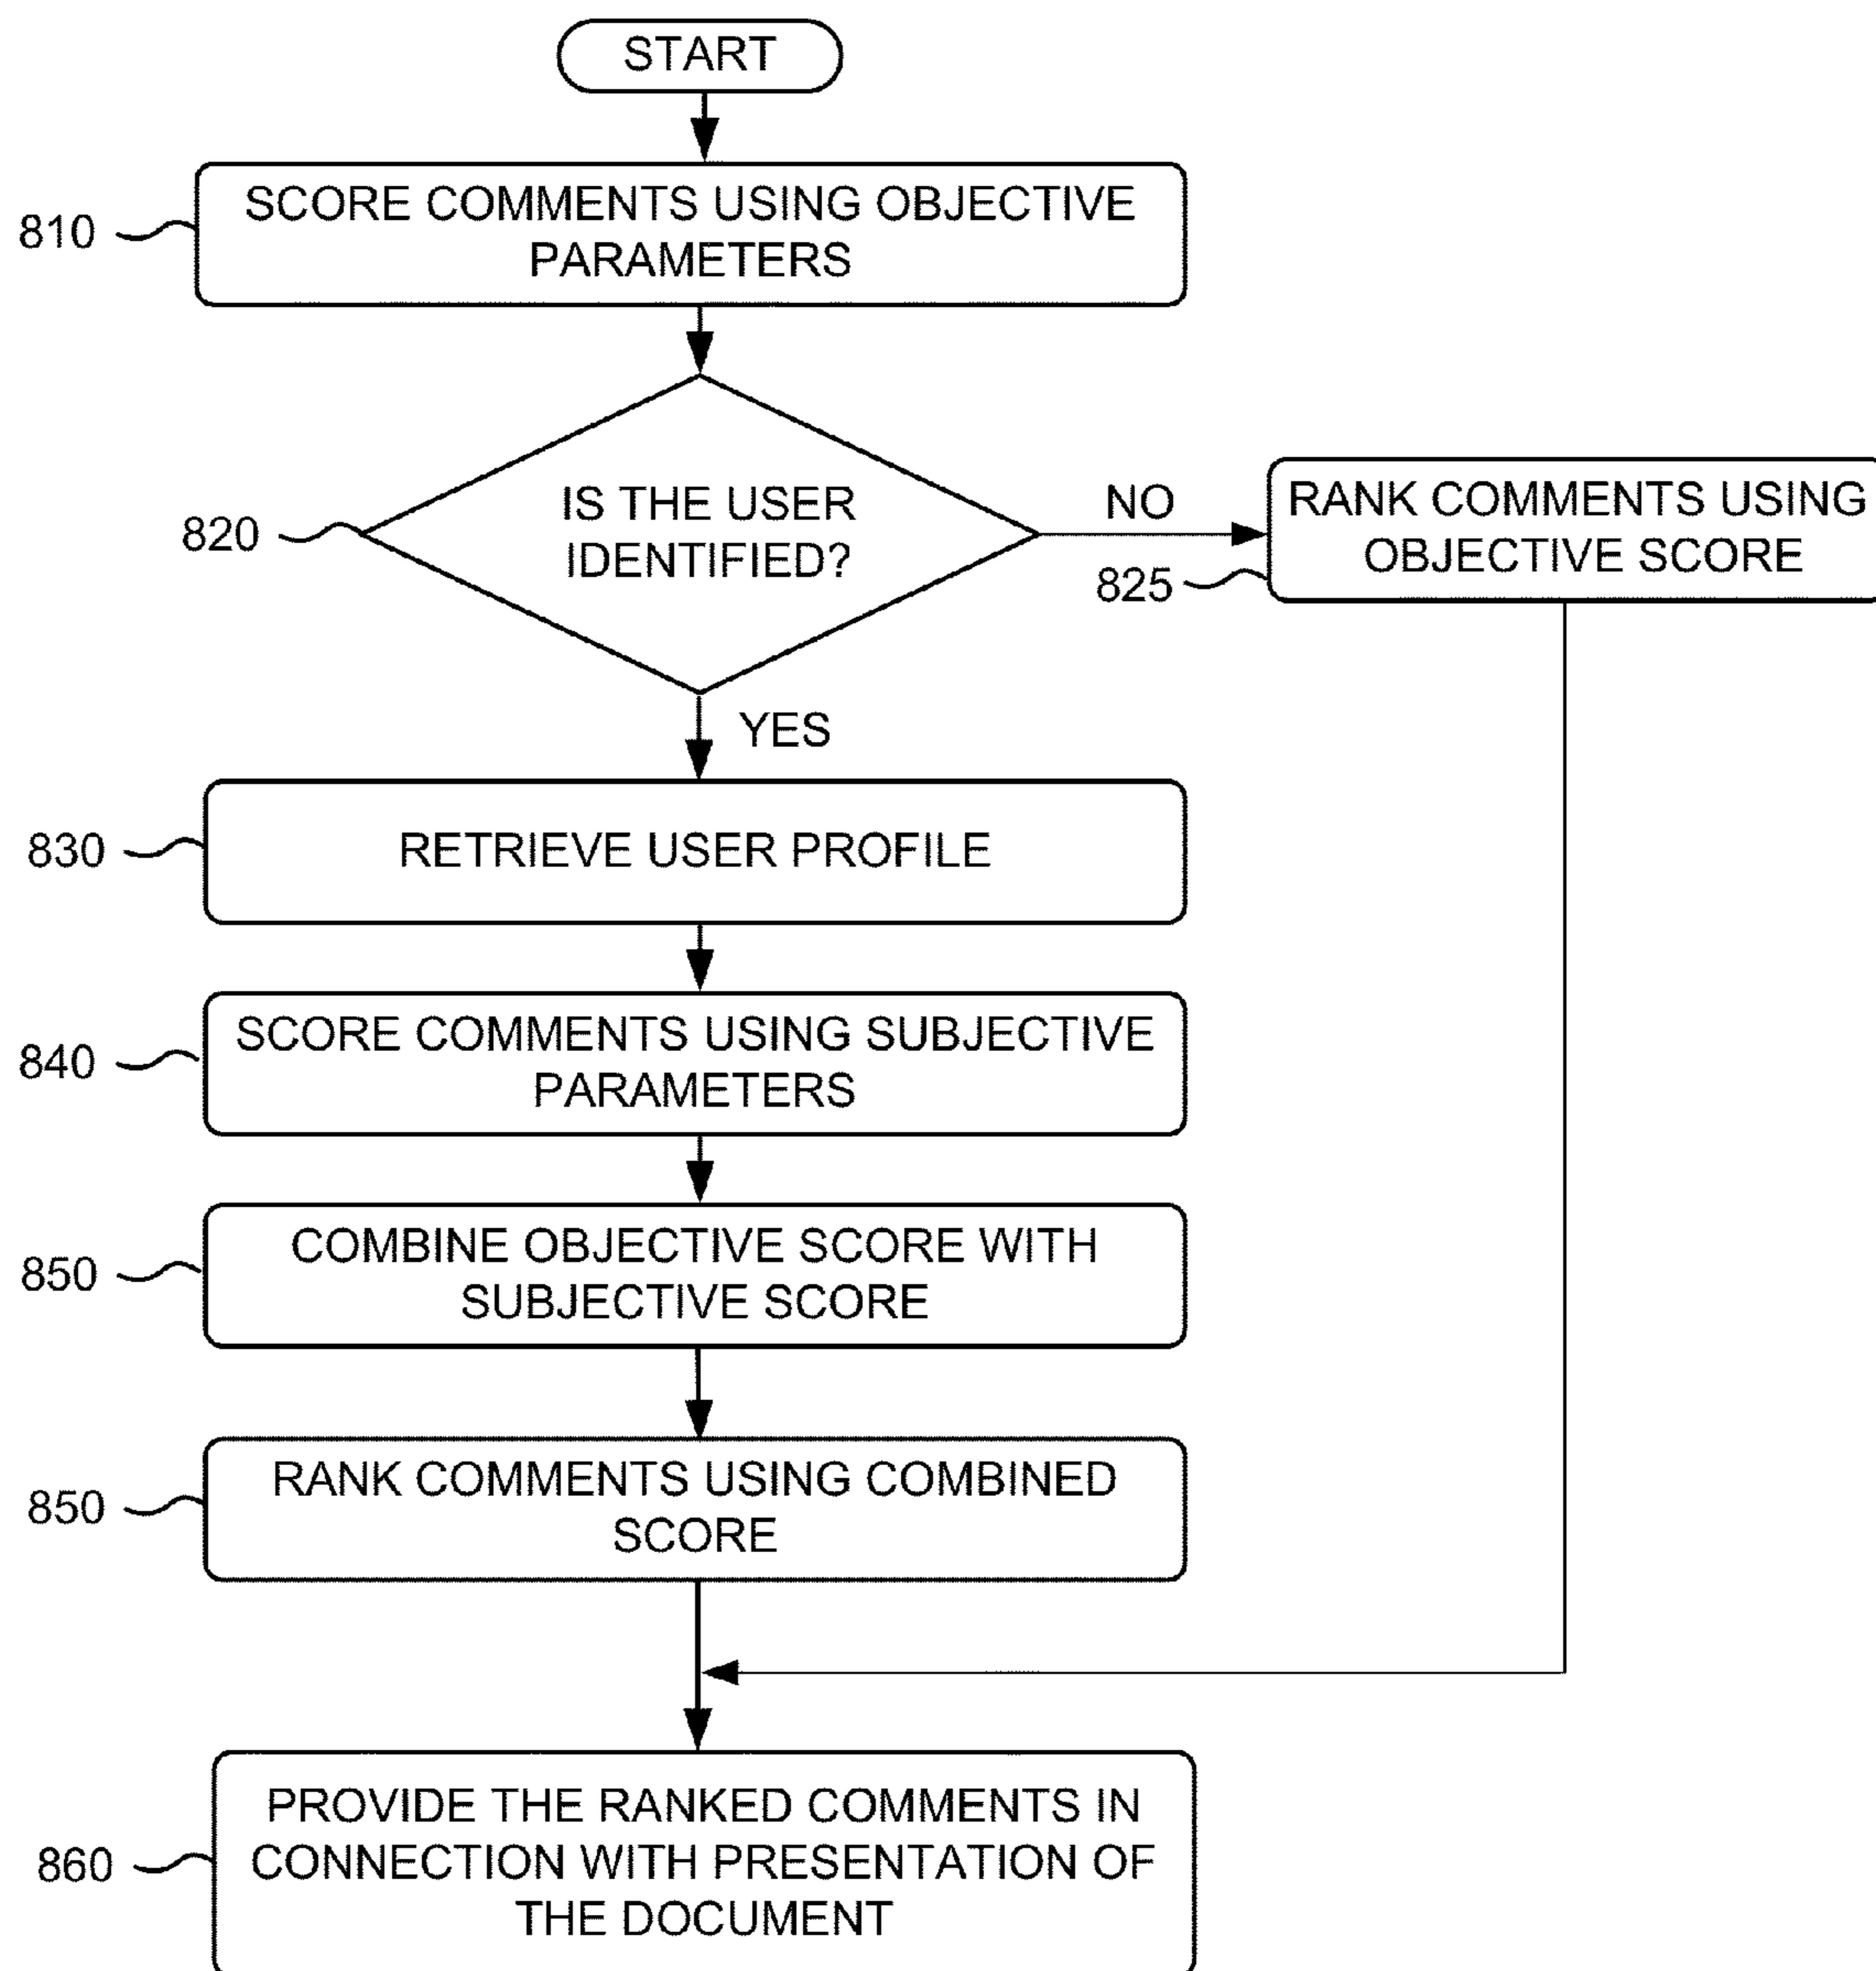 START
810
SCORE COMMENTS USING OBJECTIVE
PARAMETERS
820
IS THE USER
IDENTIFIED?
NO
825
RANK COMMENTS USING
OBJECTIVE SCORE
YES
830
RETRIEVE USER PROFILE
840
SCORE COMMENTS USING SUBJECTIVE
PARAMETERS
850
COMBINE OBJECTIVE SCORE WITH
SUBJECTIVE SCORE
850
RANK COMMENTS USING COMBINED
SCORE
860
PROVIDE THE RANKED COMMENTS IN
CONNECTION WITH PRESENTATION OF
THE DOCUMENT